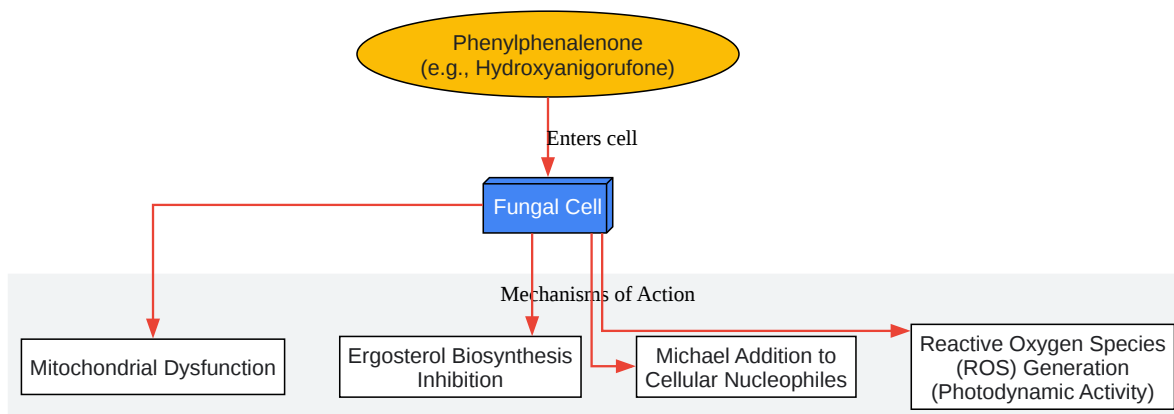 Phenylphenalenone
(e.g., Hydroxyanigorufone)
Enters cell
Fungal Cell
Mechanisms of Action
Mitochondrial Dysfunction
Ergosterol Biosynthesis
Inhibition
Michael Addition to
Cellular Nucleophiles
Reactive Oxygen Species
(ROS) Generation
(Photodynamic Activity)